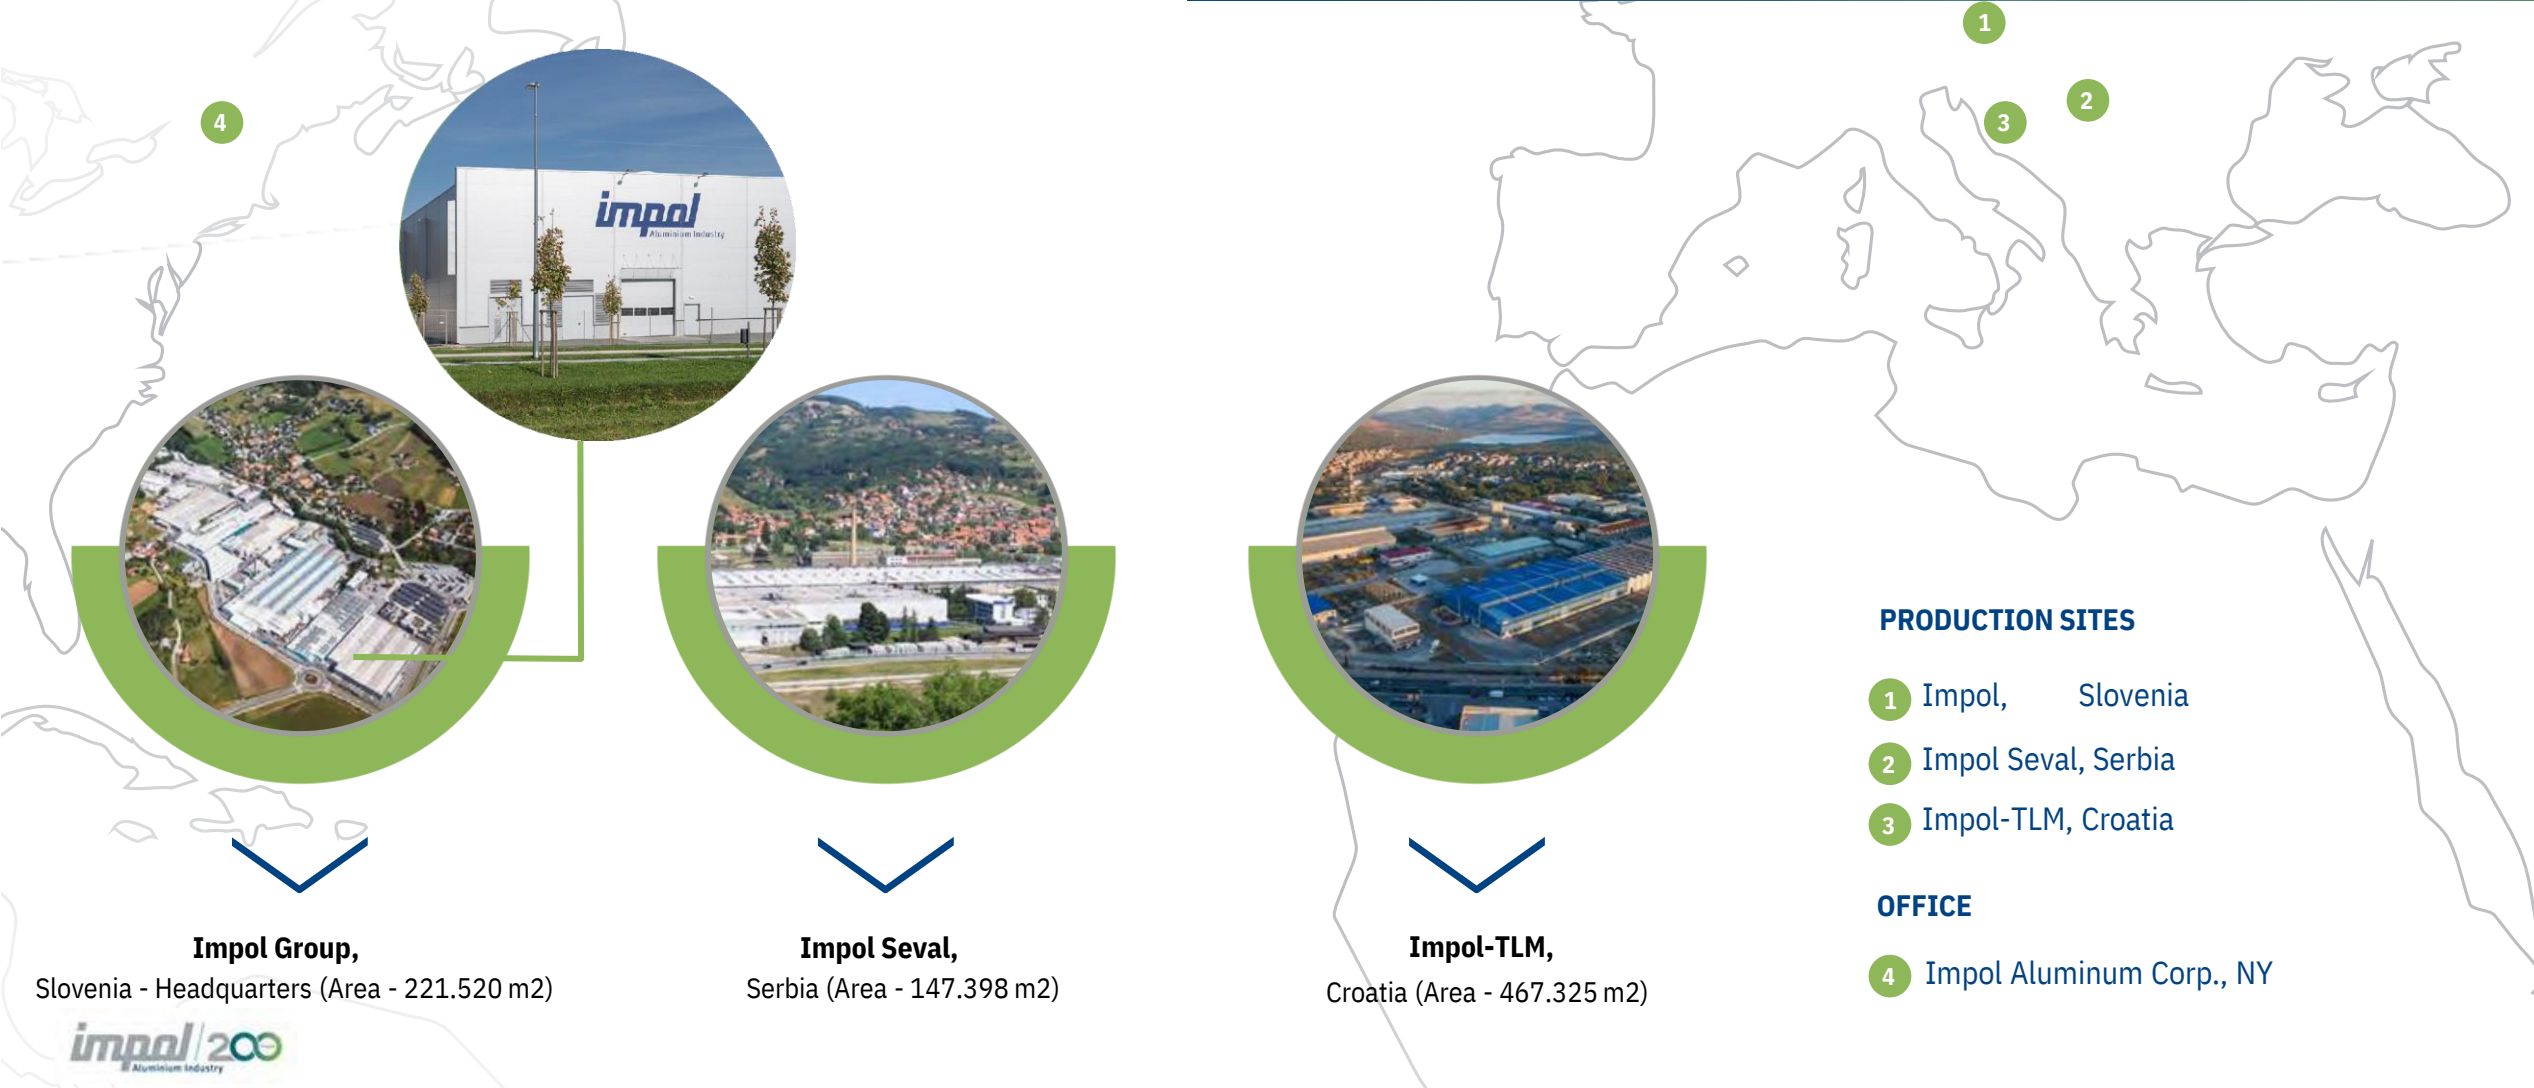 1
2
3
4
impol
Aluminium Industry
PRODUCTION SITES
1 Impol, Slovenia
2 Impol Seval, Serbia
3 Impol-TLM, Croatia
OFFICE
4 Impol Aluminum Corp., NY
Impol Group,
Slovenia - Headquarters (Area - 221.520 m2)
Impol Seval,
Serbia (Area - 147.398 m2)
Impol-TLM,
Croatia (Area - 467.325 m2)
impol 200
Aluminium Industry